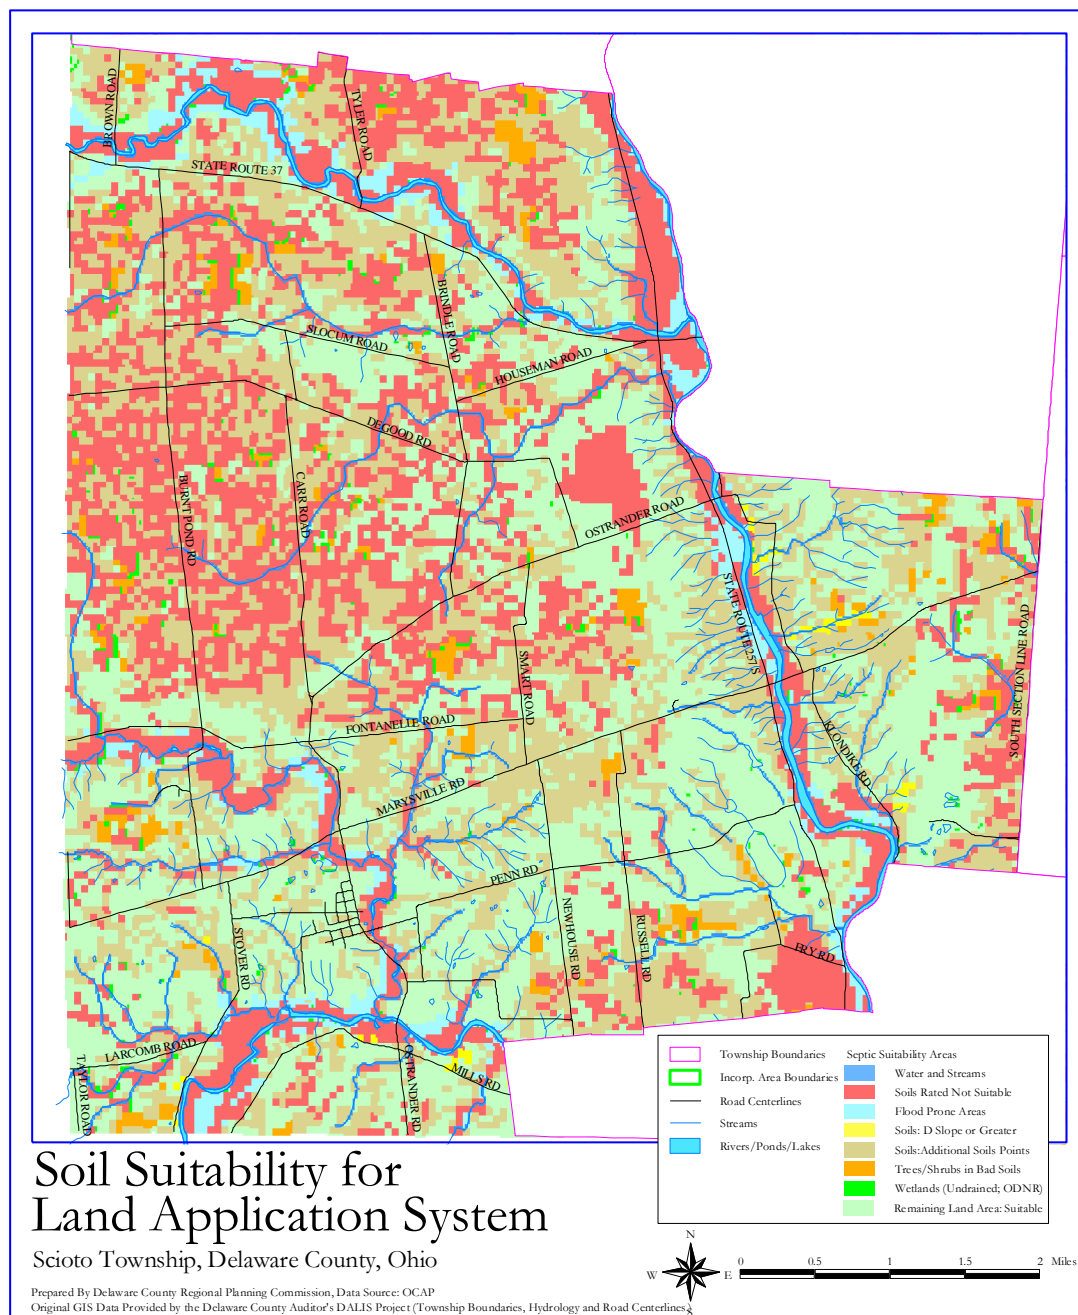 BROWN ROAD
TYLER ROAD
STATE ROUTE 37
BRINDLE ROAD
SLOCUM ROAD
HOUSEMAN ROAD
DEGOOD RD
BURNT POND RD
CARR ROAD
OSTRANDER ROAD
STATE ROUTE 257 S
SOUTH SECTION LINE ROAD
SMART ROAD
FONTANELLE ROAD
KLONDIKE RD
MARYSVILLE RD
PENN RD
NEWHOUSE RD
RUSSELL RD
STOVER RD
FRY RD
LARCOMB ROAD
TAYLOR ROAD
OSTRANDER RD
MILLS RD
Township Boundaries
Incorp. Area Boundaries
Road Centerlines
Streams
Rivers/Ponds/Lakes
Septic Suitability Areas
Water and Streams
Soils Rated Not Suitable
Flood Prone Areas
Soils: D Slope or Greater
Soils:Additional Soils Points
Trees/Shrubs in Bad Soils
Wetlands (Undrained; ODNR)
Remaining Land Area: Suitable
Soil Suitability for
Land Application System
Scioto Township, Delaware County, Ohio
Prepared By Delaware County Regional Planning Commission, Data Source: OCAP
Original GIS Data Provided by the Delaware County Auditor's DALIS Project (Township Boundaries, Hydrology and Road Centerlines)
N
W E
S
0 0.5 1 1.5 2 Miles